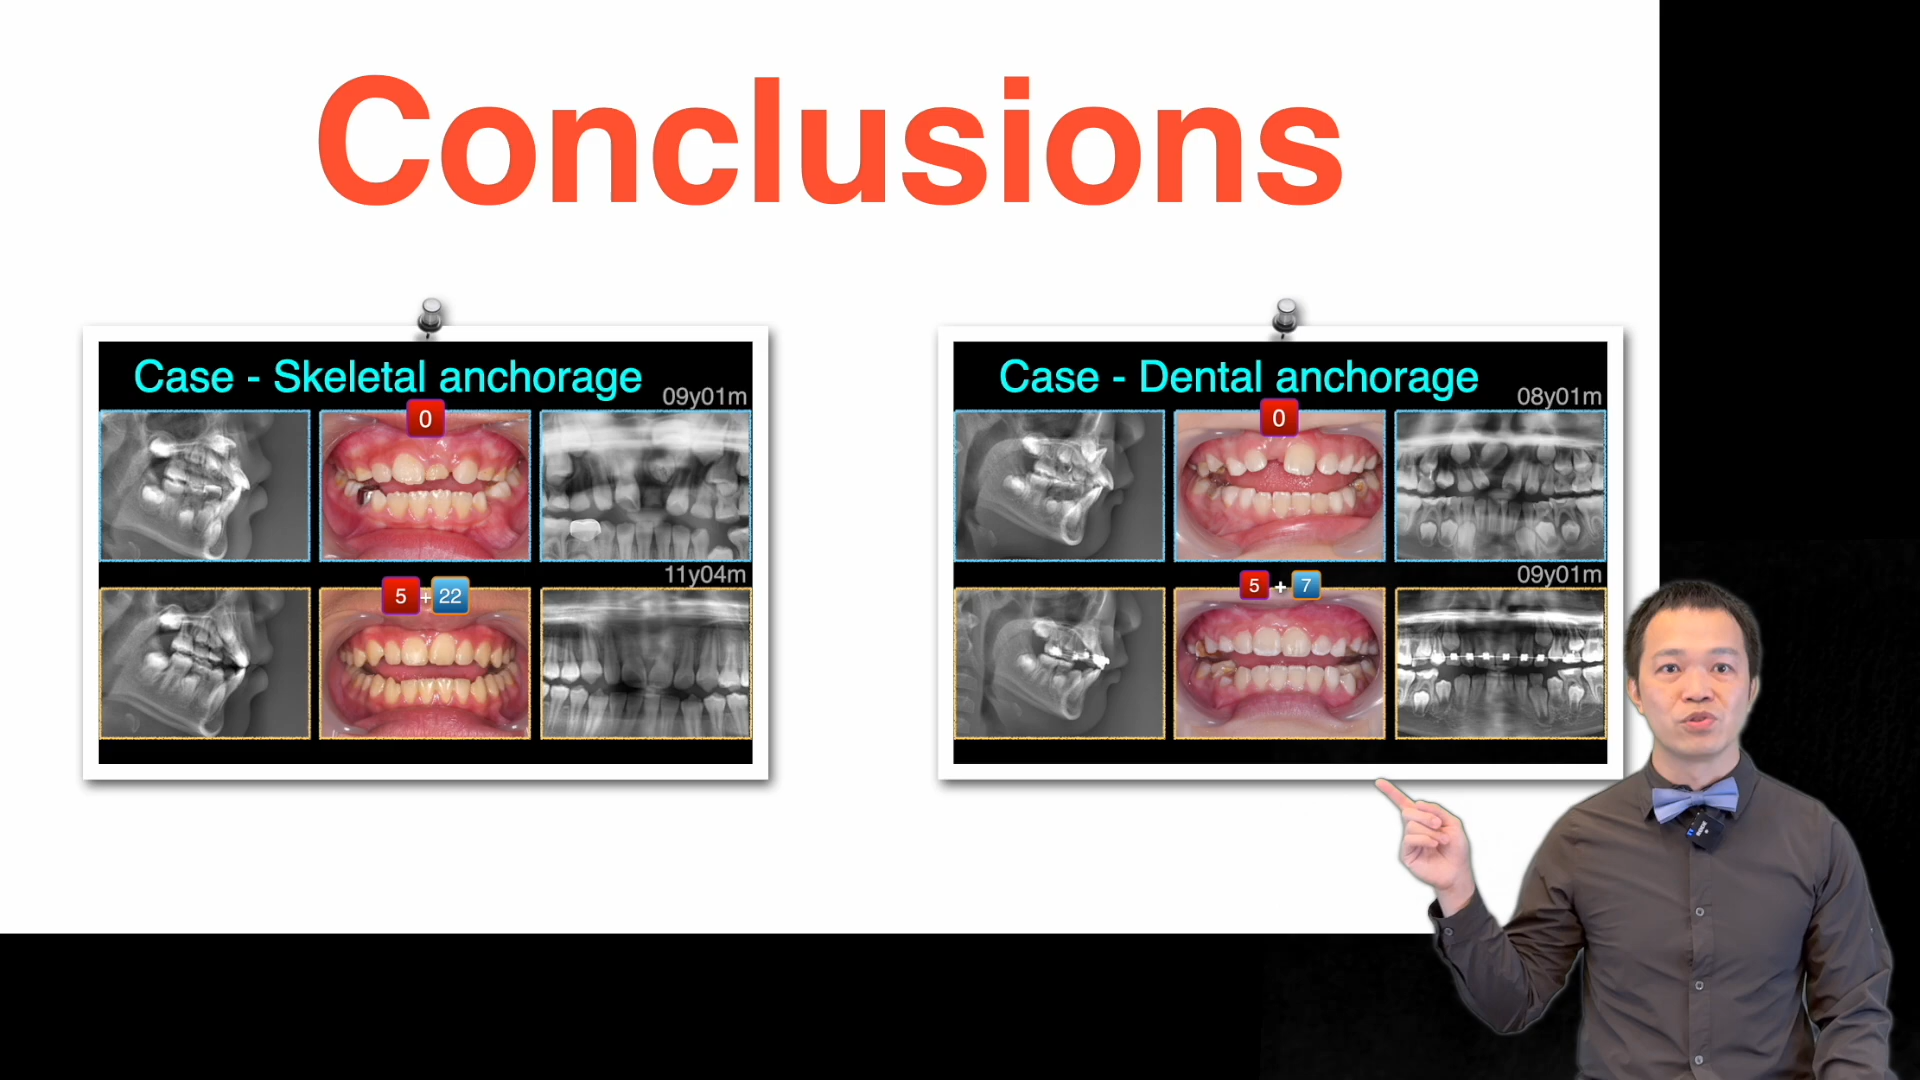 Conclusions
Case - Skeletal anchorage
09y01m
0
11y04m
5 + 22
Case - Dental anchorage
08y01m
0
09y01m
5 + 7